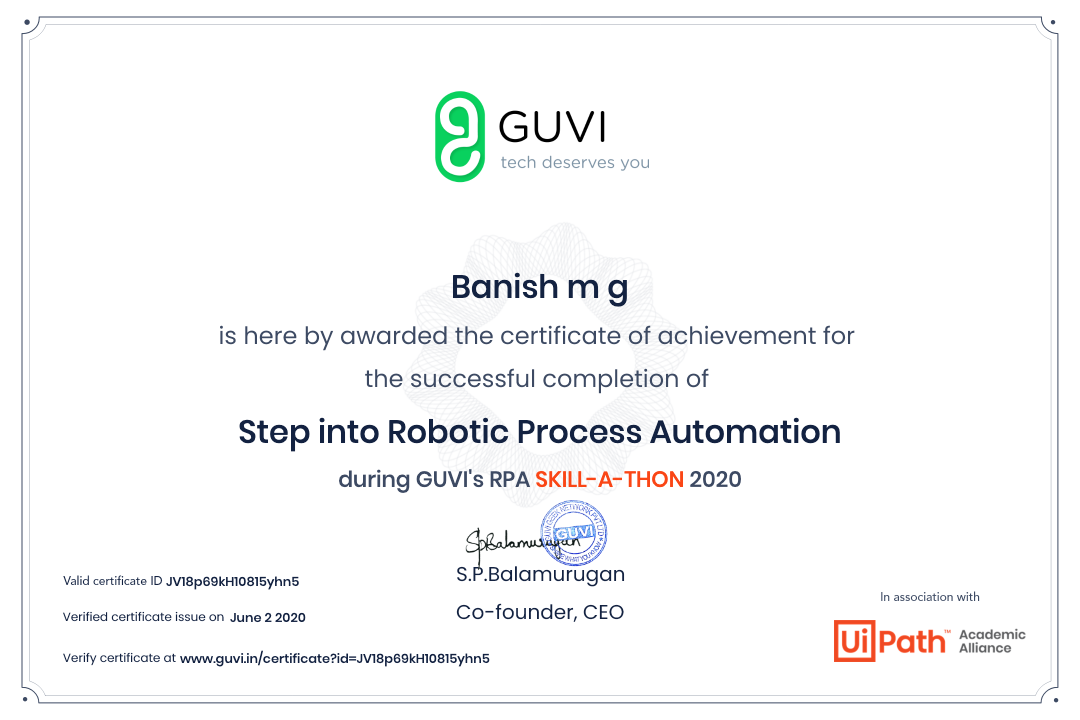 GUVI
tech deserves you
Banish m g
is here by awarded the certificate of achievement for
the successful completion of
Step into Robotic Process Automation
during GUVI's RPA SKILL-A-THON 2020
SPBalamurugan
GUVI
S.P.Balamurugan
Co-founder, CEO
Valid certificate ID JV18p69kH10815yhn5
Verified certificate issue on June 2 2020
Verify certificate at www.guvi.in/certificate?id=JV18p69kH10815yhn5
In association with
UiPath™ Academic
Alliance